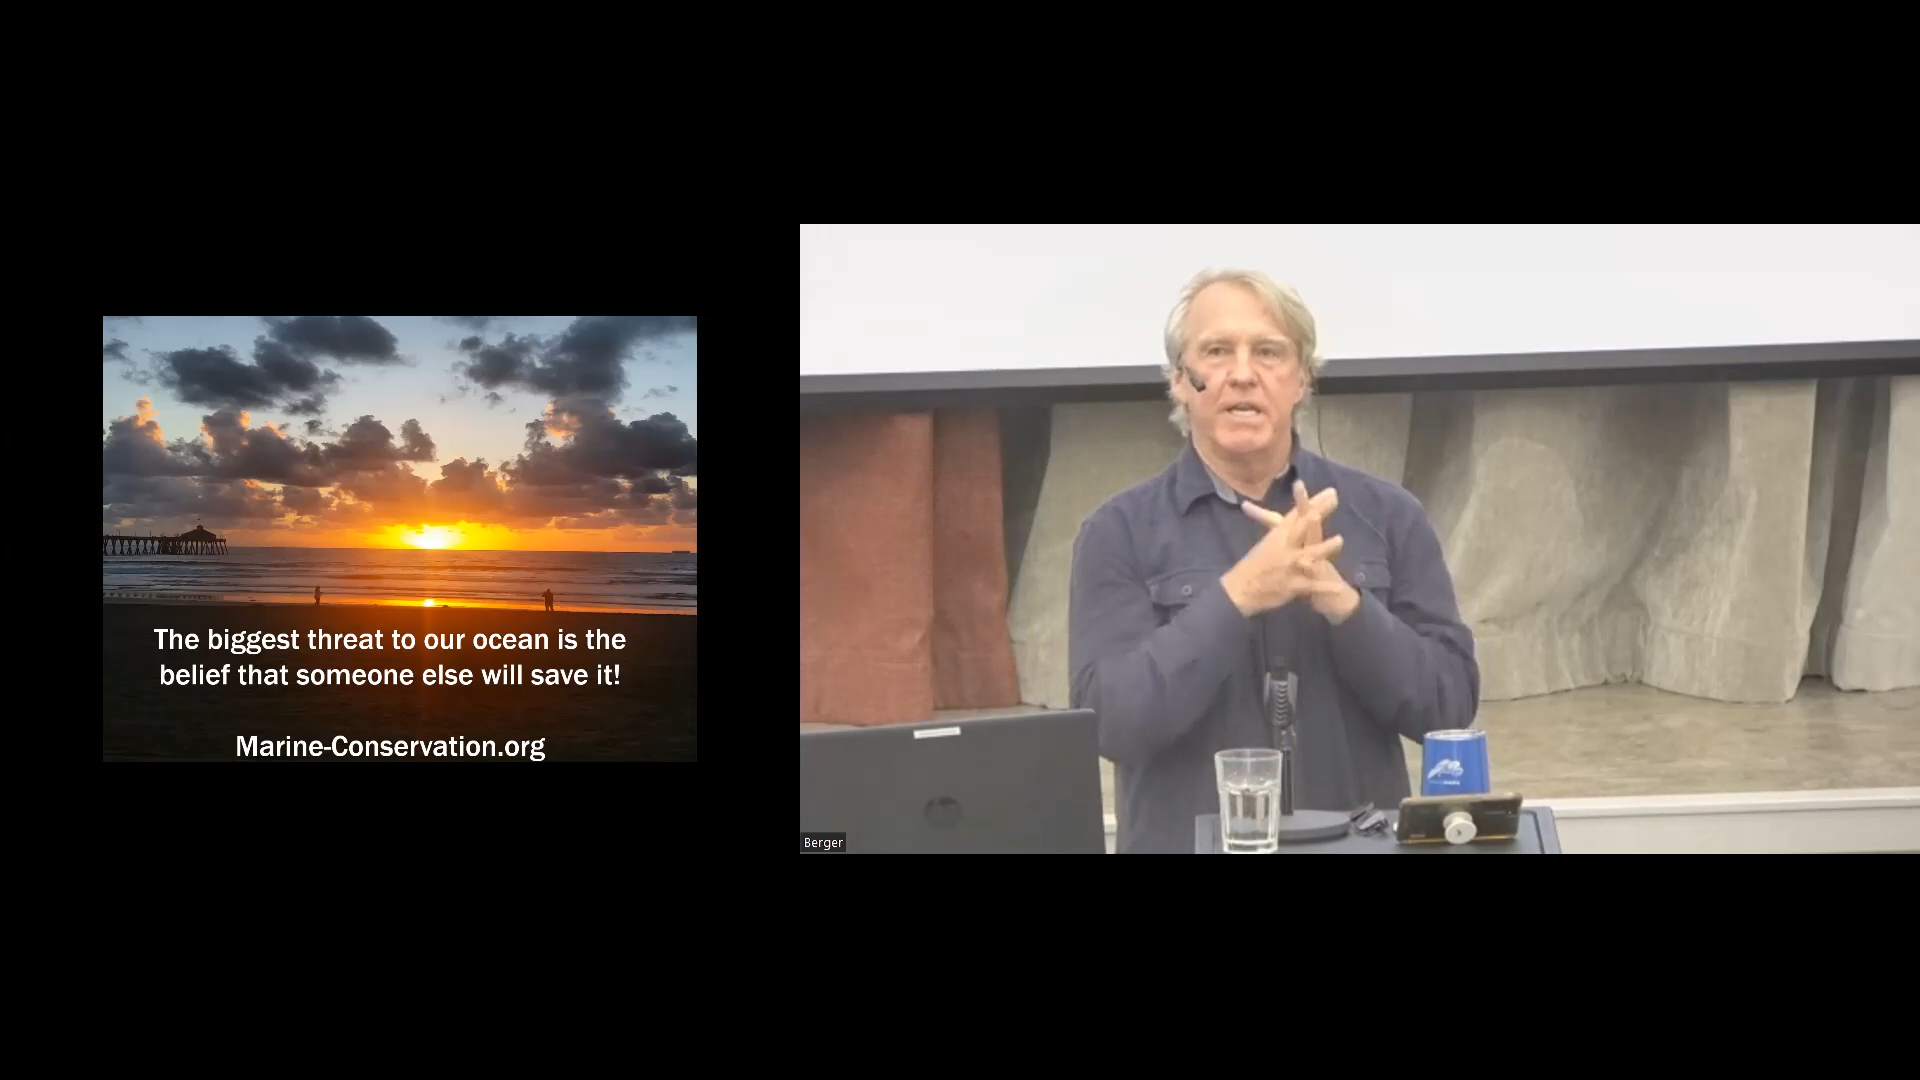 The biggest threat to our ocean is the
belief that someone else will save it!
Marine-Conservation.org
Berger